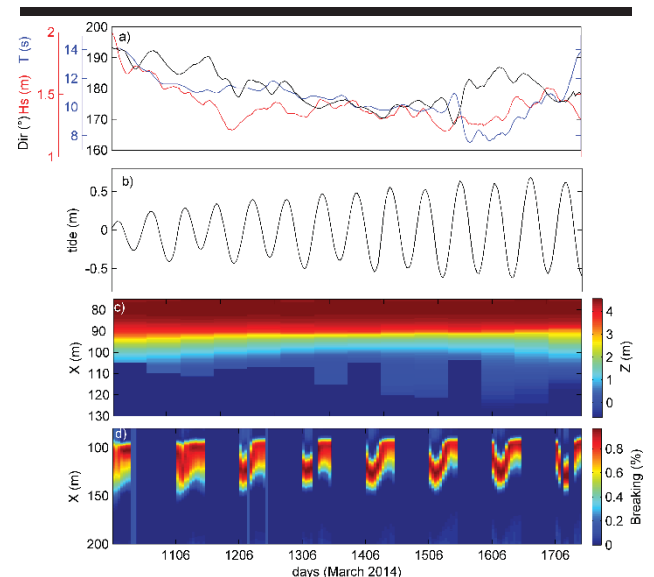 200
a)
2
14
190
12
180
1.5
10
170
8
160
1
Dir (°) Hs (m) T (s)
b)
0.5
0
-0.5
tide (m)
c)
80
90
100
110
120
130
X (m)
4
3
2
1
0
Z (m)
d)
100
150
200
X (m)
0.8
0.6
0.4
0.2
0
Breaking (%)
1106 1206 1306 1406 1506 1606 1706
days (March 2014)